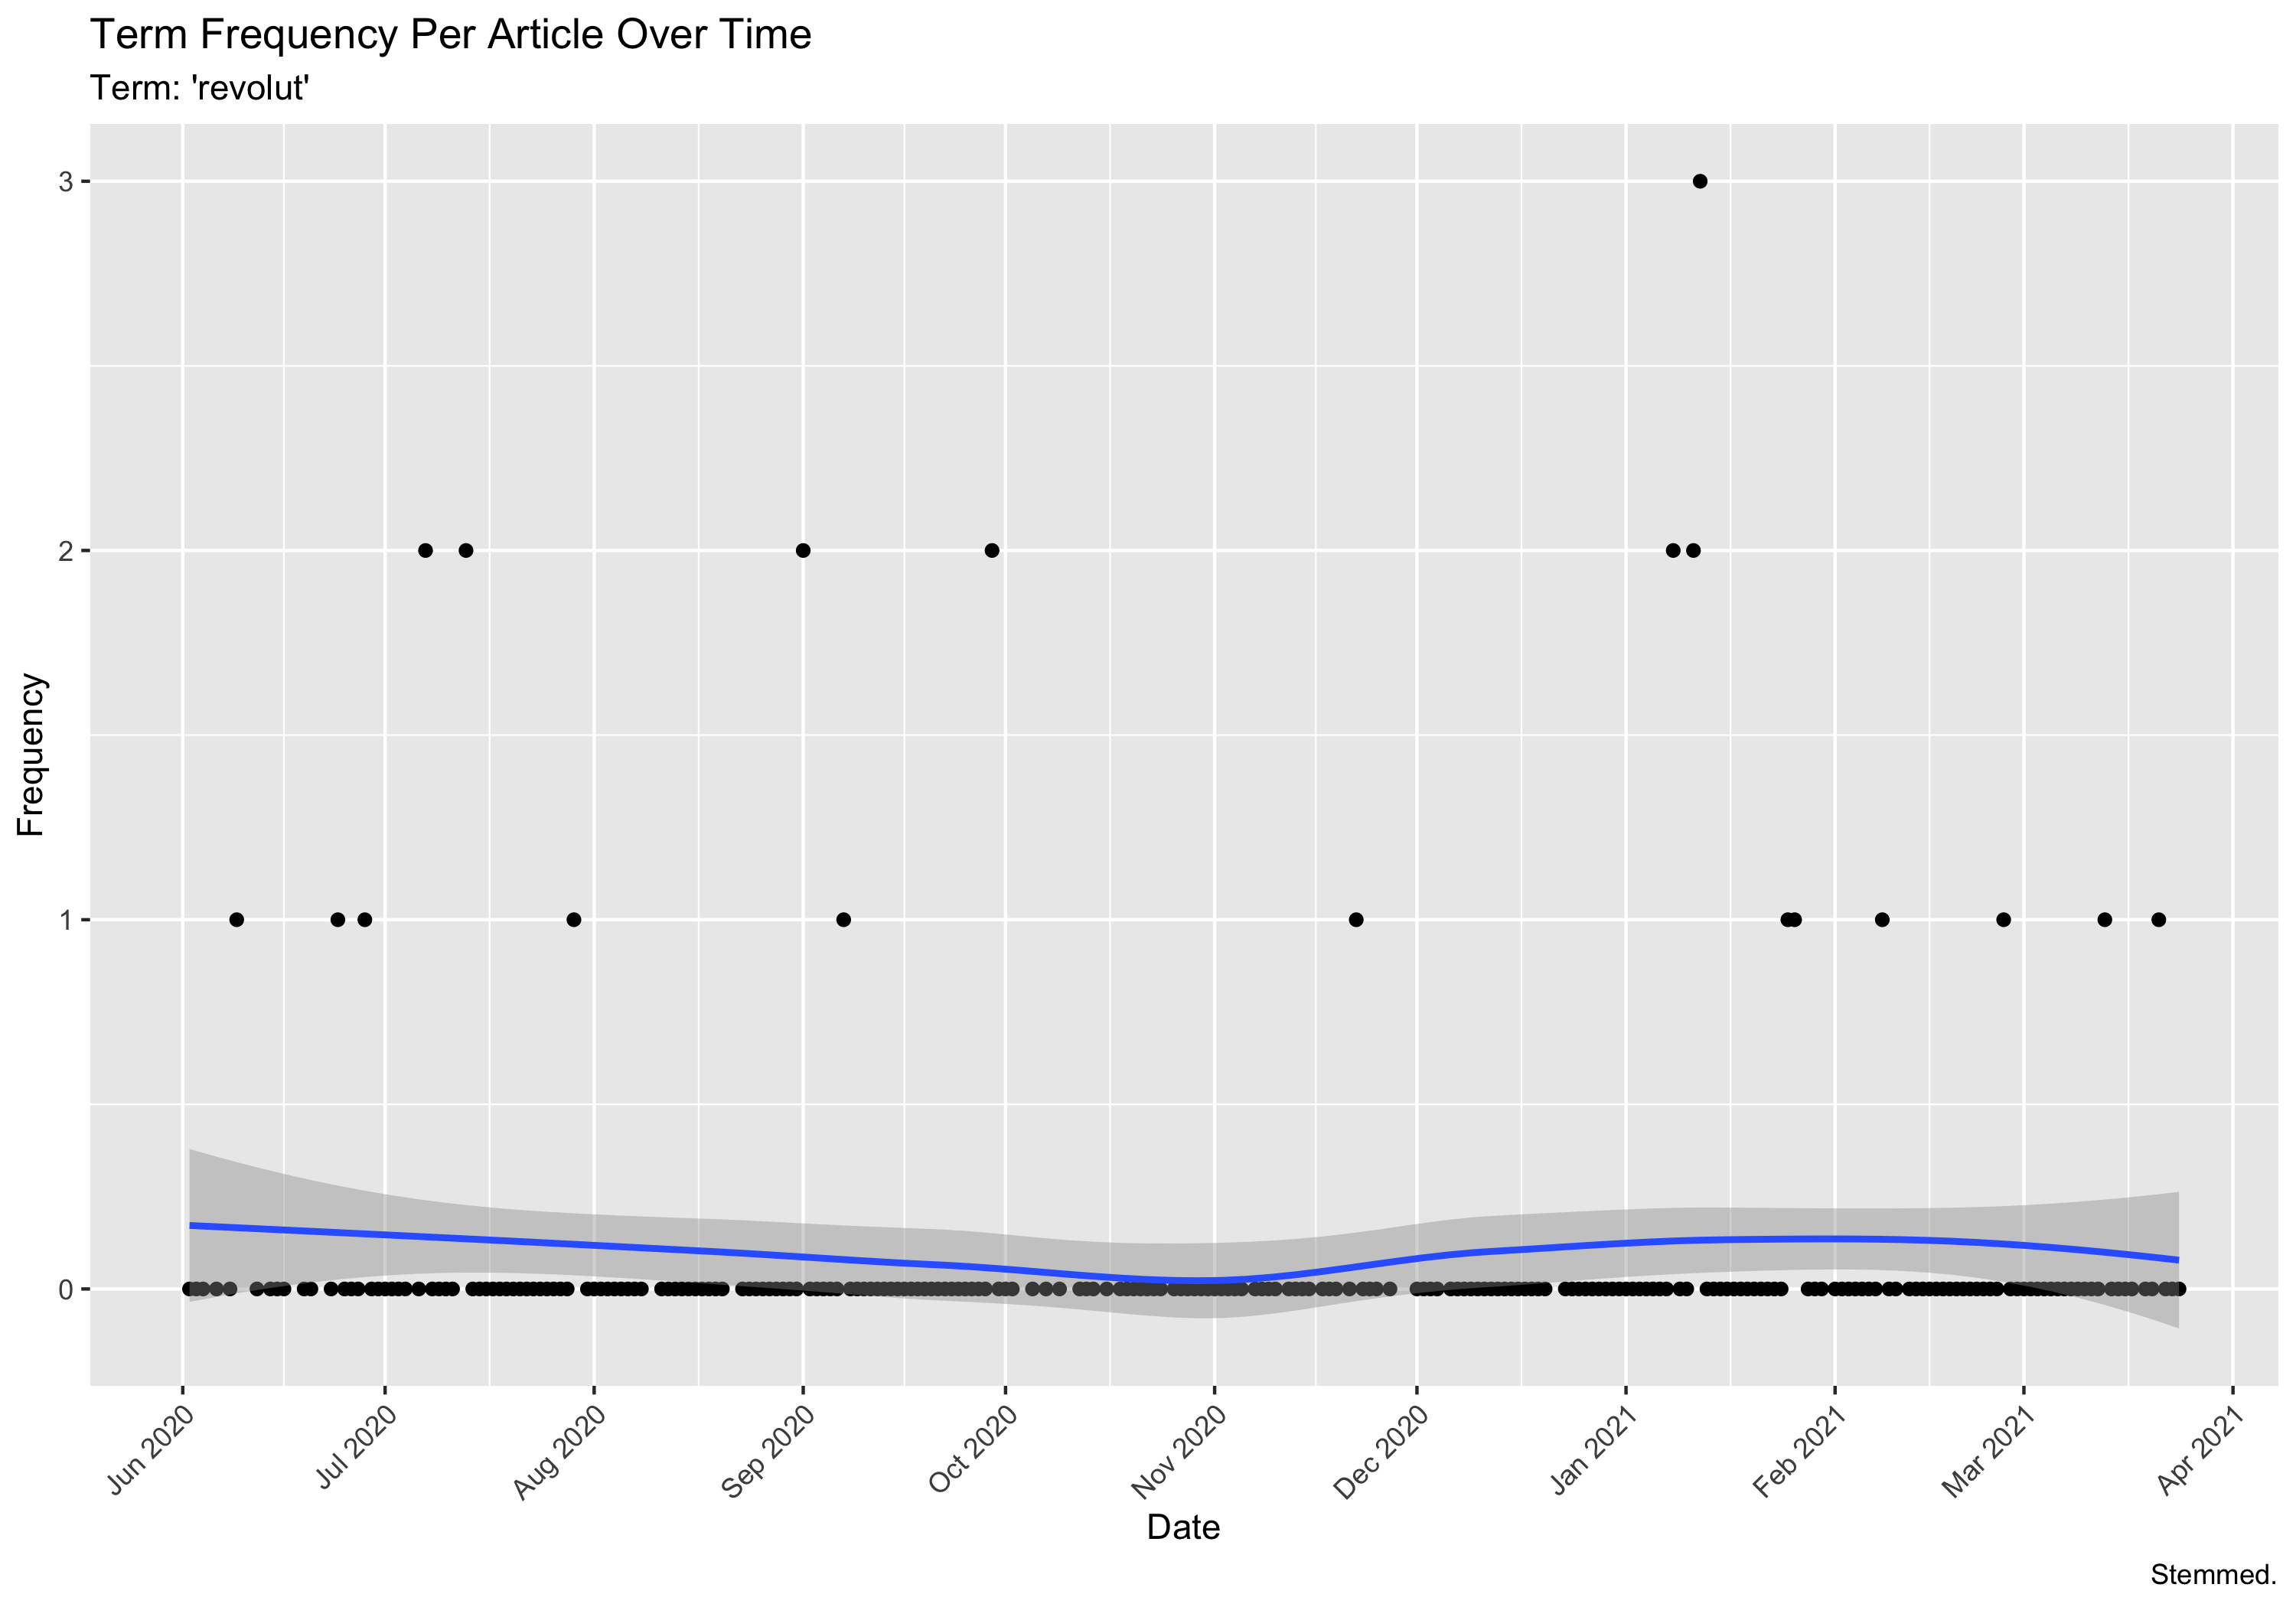 Term Frequency Per Article Over Time
Term: 'revolut'
Frequency
3
2
1
0
Jun 2020
Jul 2020
Aug 2020
Sep 2020
Oct 2020
Nov 2020
Dec 2020
Jan 2021
Feb 2021
Mar 2021
Apr 2021
Date
Stemmed.